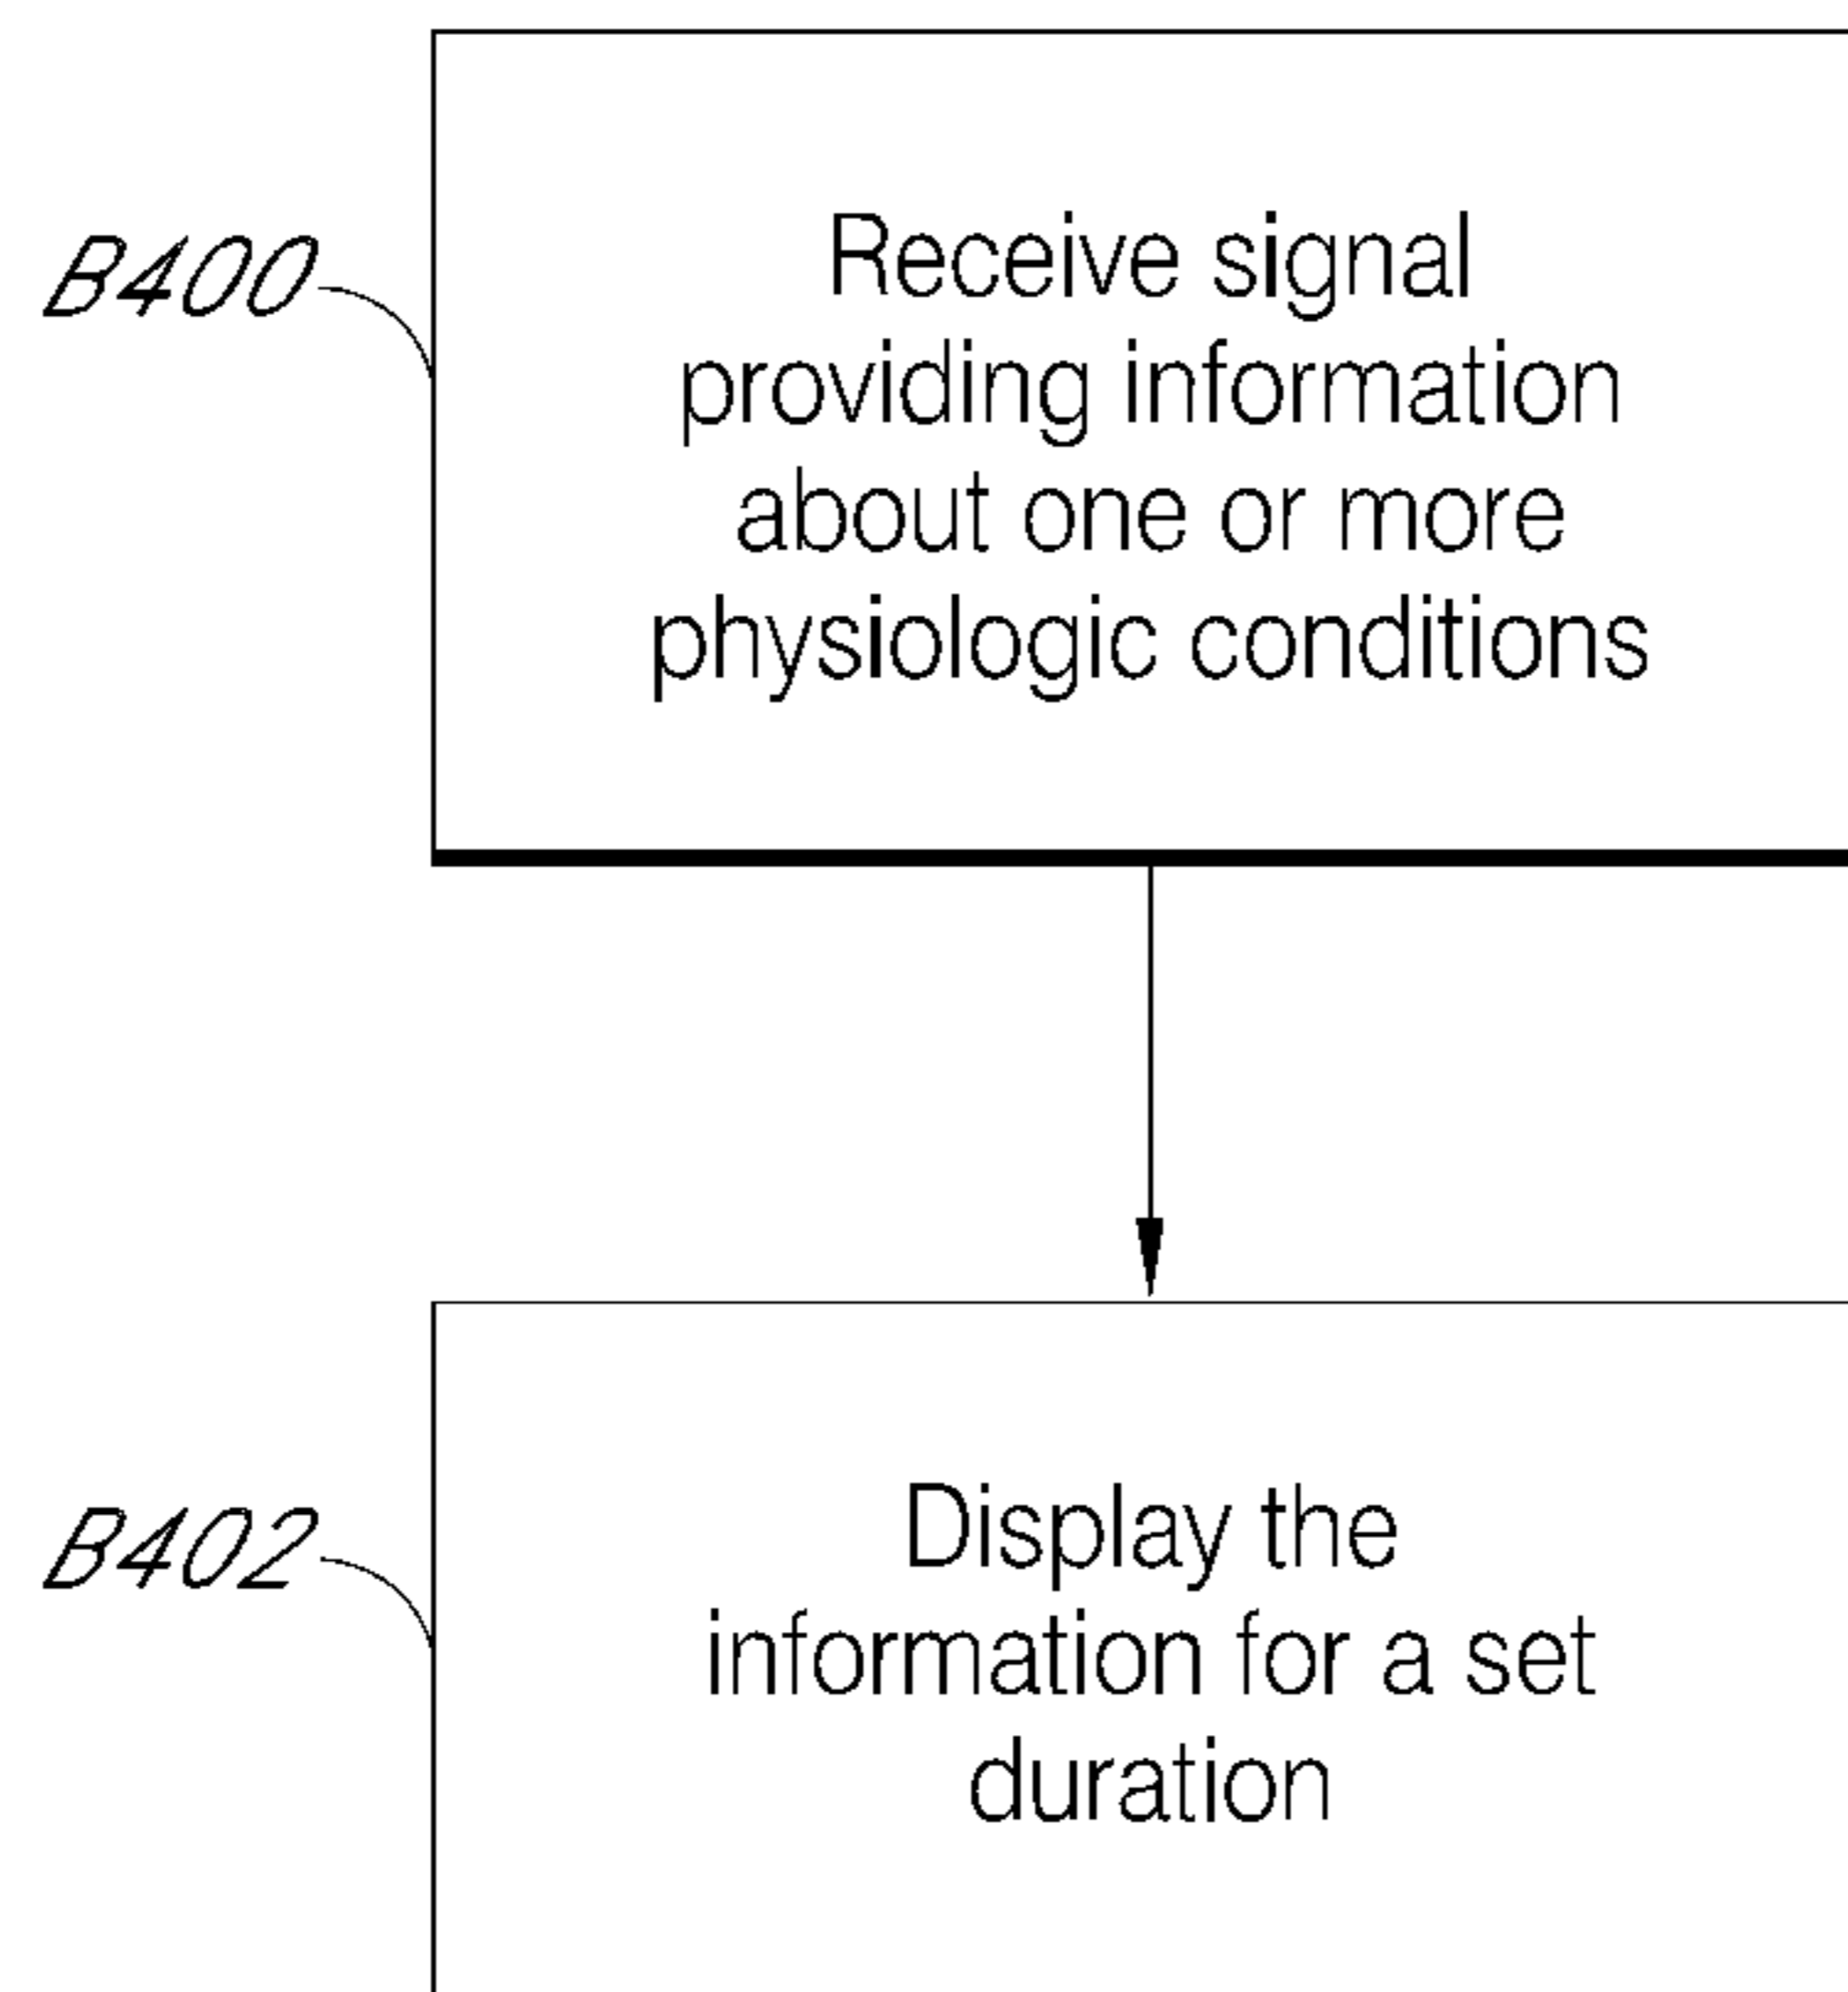 B400
Receive signal
providing information
about one or more
physiologic conditions
B402
Display the
information for a set
duration